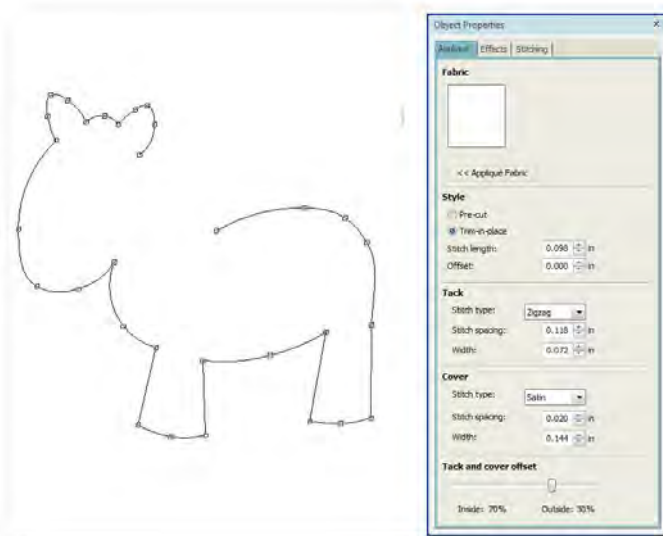 Object Properties x
Appliqué Effects Stitching
Fabric
<< Appliqué Fabric
Style
Pre-cut
Trim-in-place
Stitch length: 0.098 in
Offset: 0.000 in
Tack
Stitch type: Zigzag
Stitch spacing: 0.118 in
Width: 0.072 in
Cover
Stitch type: Satin
Stitch spacing: 0.020 in
Width: 0.144 in
Tack and cover offset
Inside: 70% Outside: 30%